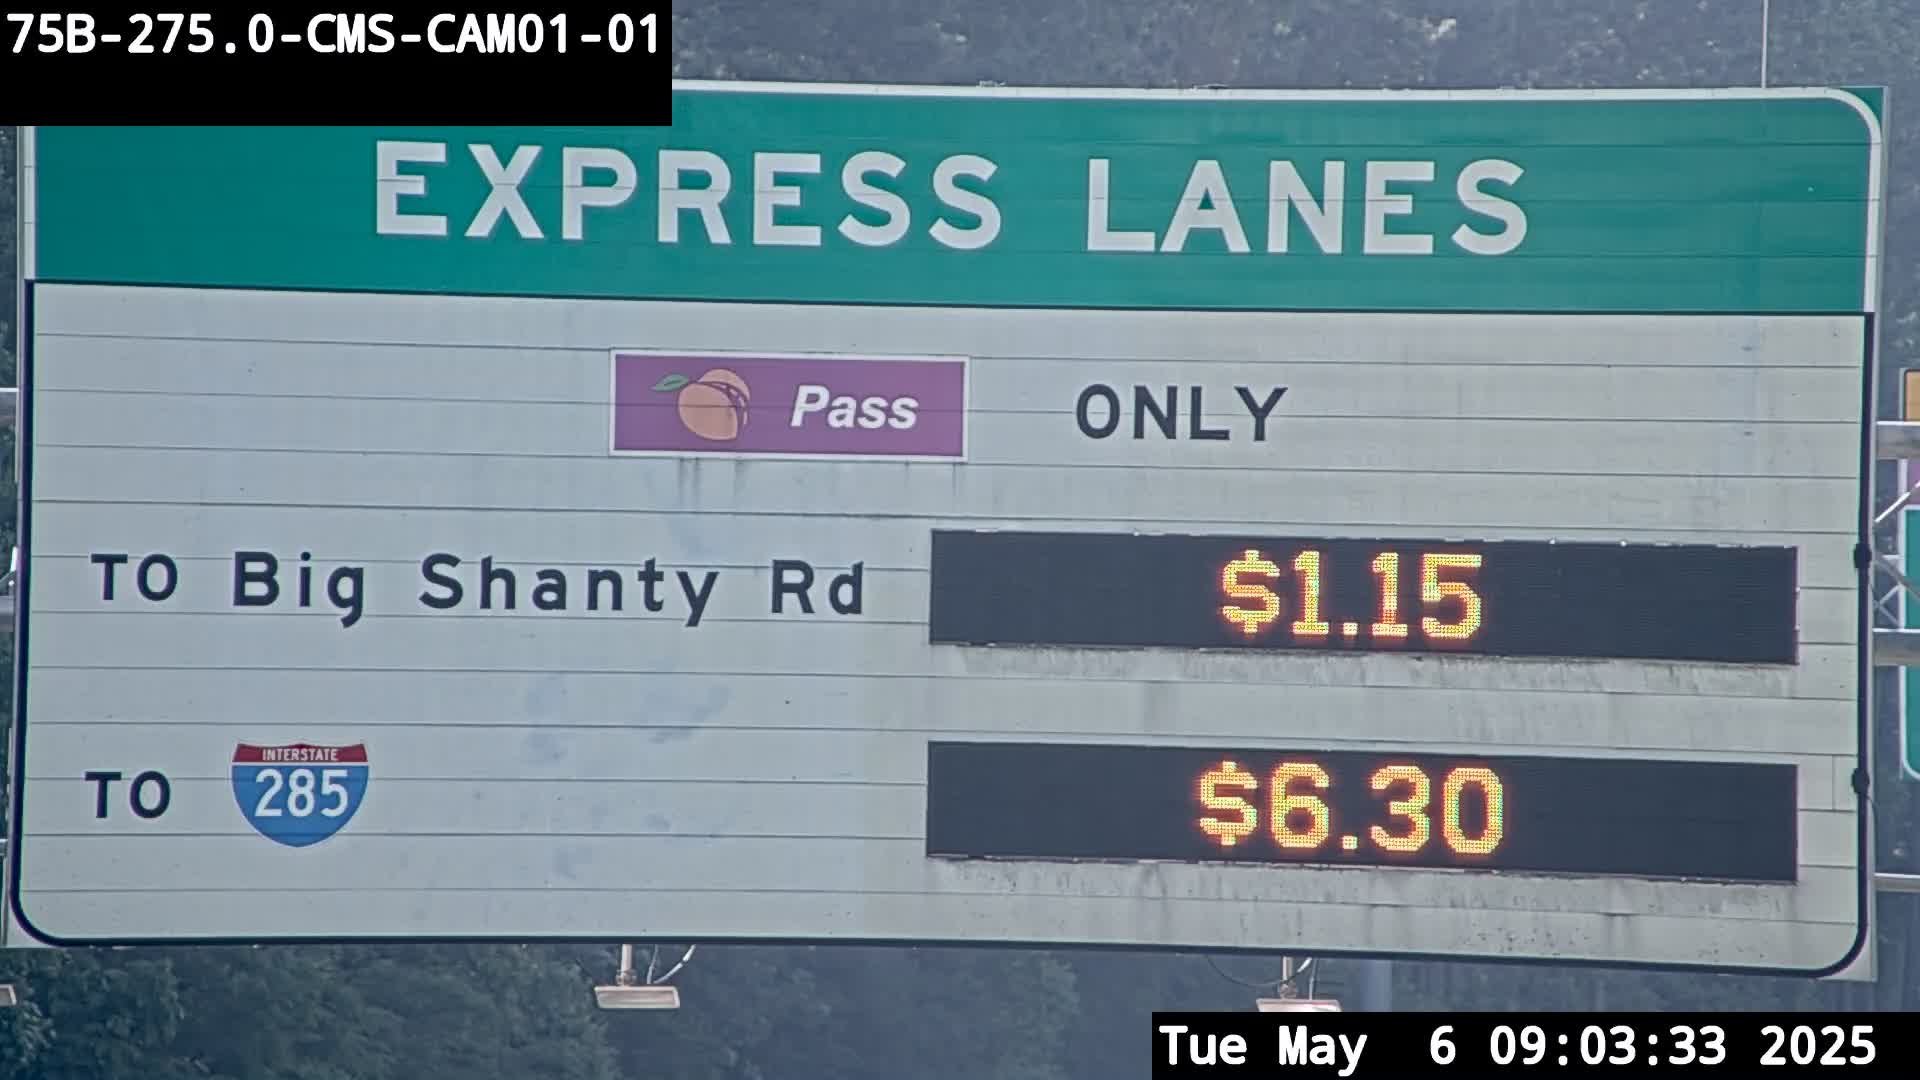 75B-275.0-CMS-CAM01-01
EXPRESS LANES
Pass ONLY
TO Big Shanty Rd $1.15
INTERSTATE
TO 285 $6.30
Tue May 6 09:03:33 2025